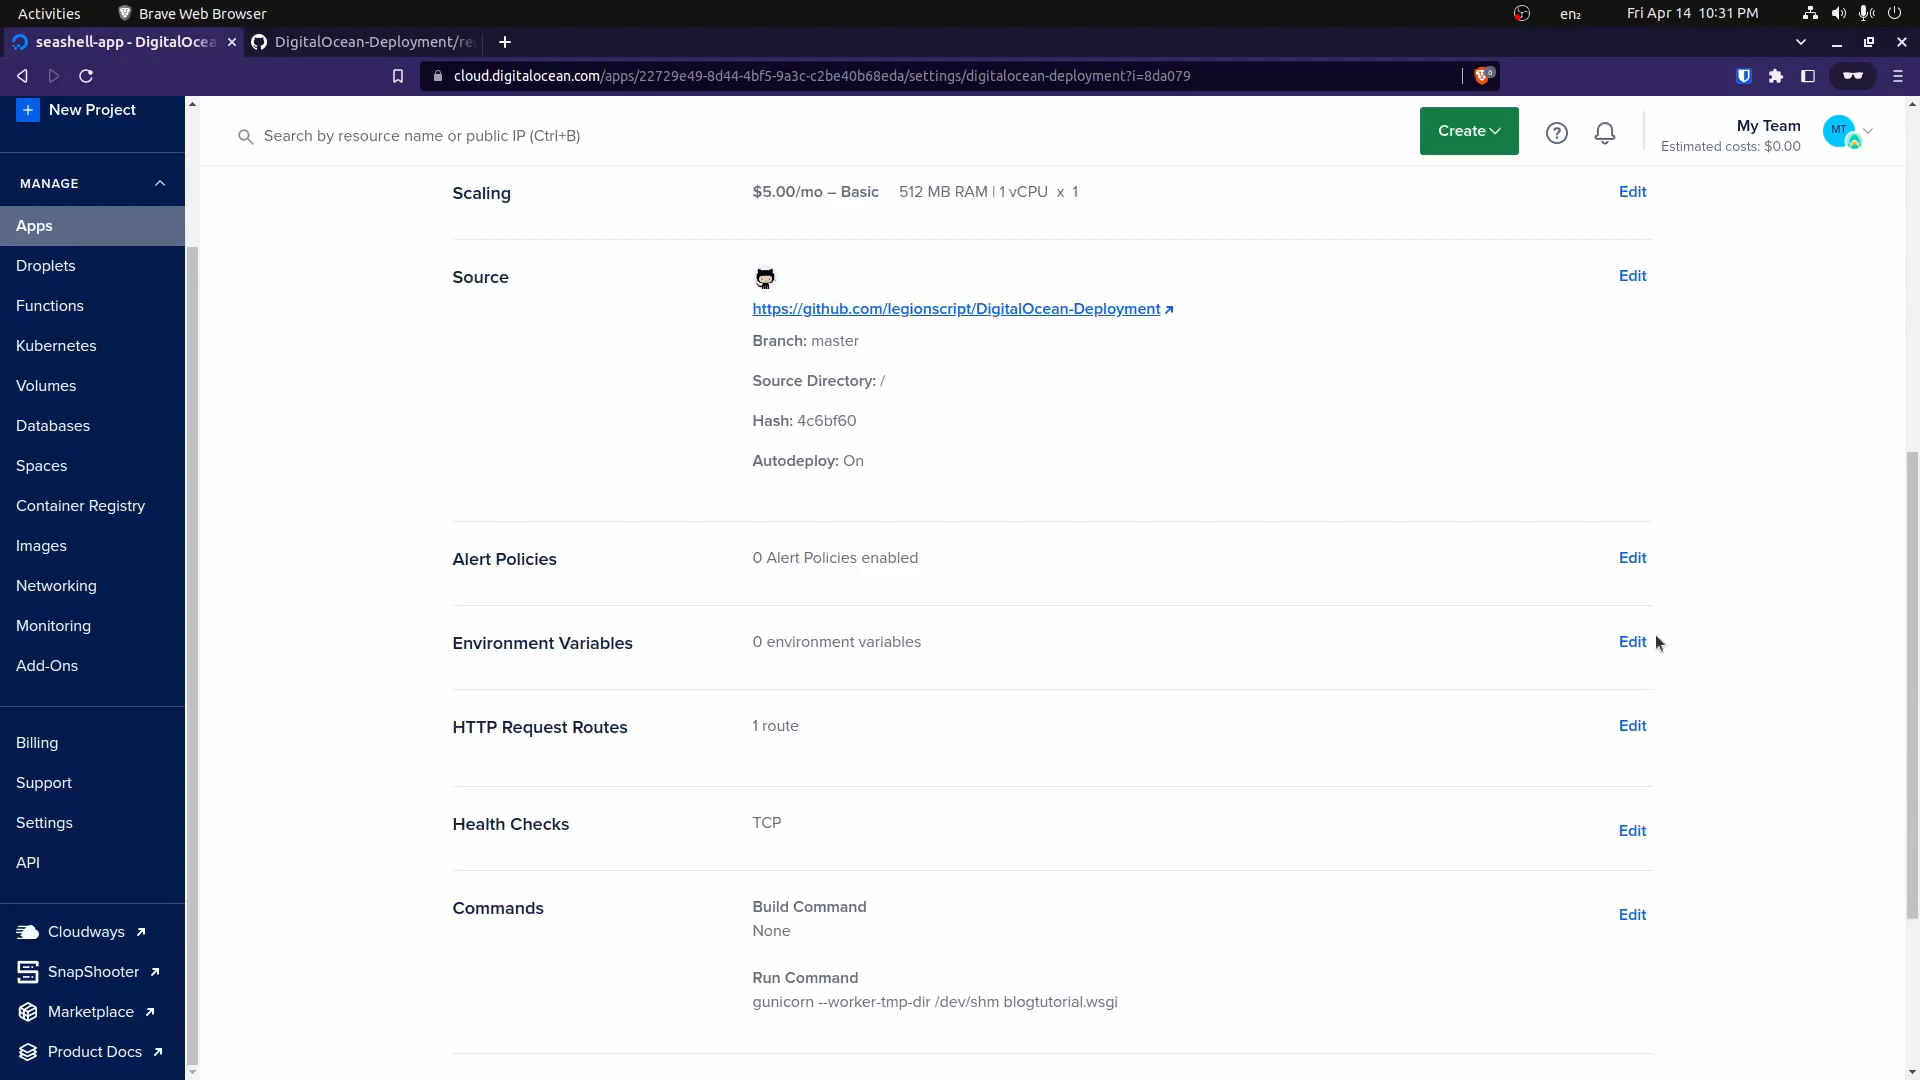 Activities
Brave Web Browser
en₂
Fri Apr 14 10:31 PM
seashell-app - DigitalOcea
DigitalOcean-Deployment/re
cloud.digitalocean.com/apps/22729e49-8d44-4bf5-9a3c-c2be40b68eda/settings/digitalocean-deployment?i=8da079
New Project
Search by resource name or public IP (Ctrl+B)
Create
My Team
Estimated costs: $0.00
MT
MANAGE
Apps
Droplets
Functions
Kubernetes
Volumes
Databases
Spaces
Container Registry
Images
Networking
Monitoring
Add-Ons
Billing
Support
Settings
API
Cloudways
SnapShooter
Marketplace
Product Docs
Scaling
$5.00/mo – Basic 512 MB RAM | 1 vCPU x 1
Edit
Source
Edit
https://github.com/legionscript/DigitalOcean-Deployment
Branch: master
Source Directory: /
Hash: 4c6bf60
Autodeploy: On
Alert Policies
0 Alert Policies enabled
Edit
Environment Variables
0 environment variables
Edit
HTTP Request Routes
1 route
Edit
Health Checks
TCP
Edit
Commands
Build Command
Edit
None
Run Command
gunicorn --worker-tmp-dir /dev/shm blogtutorial.wsgi